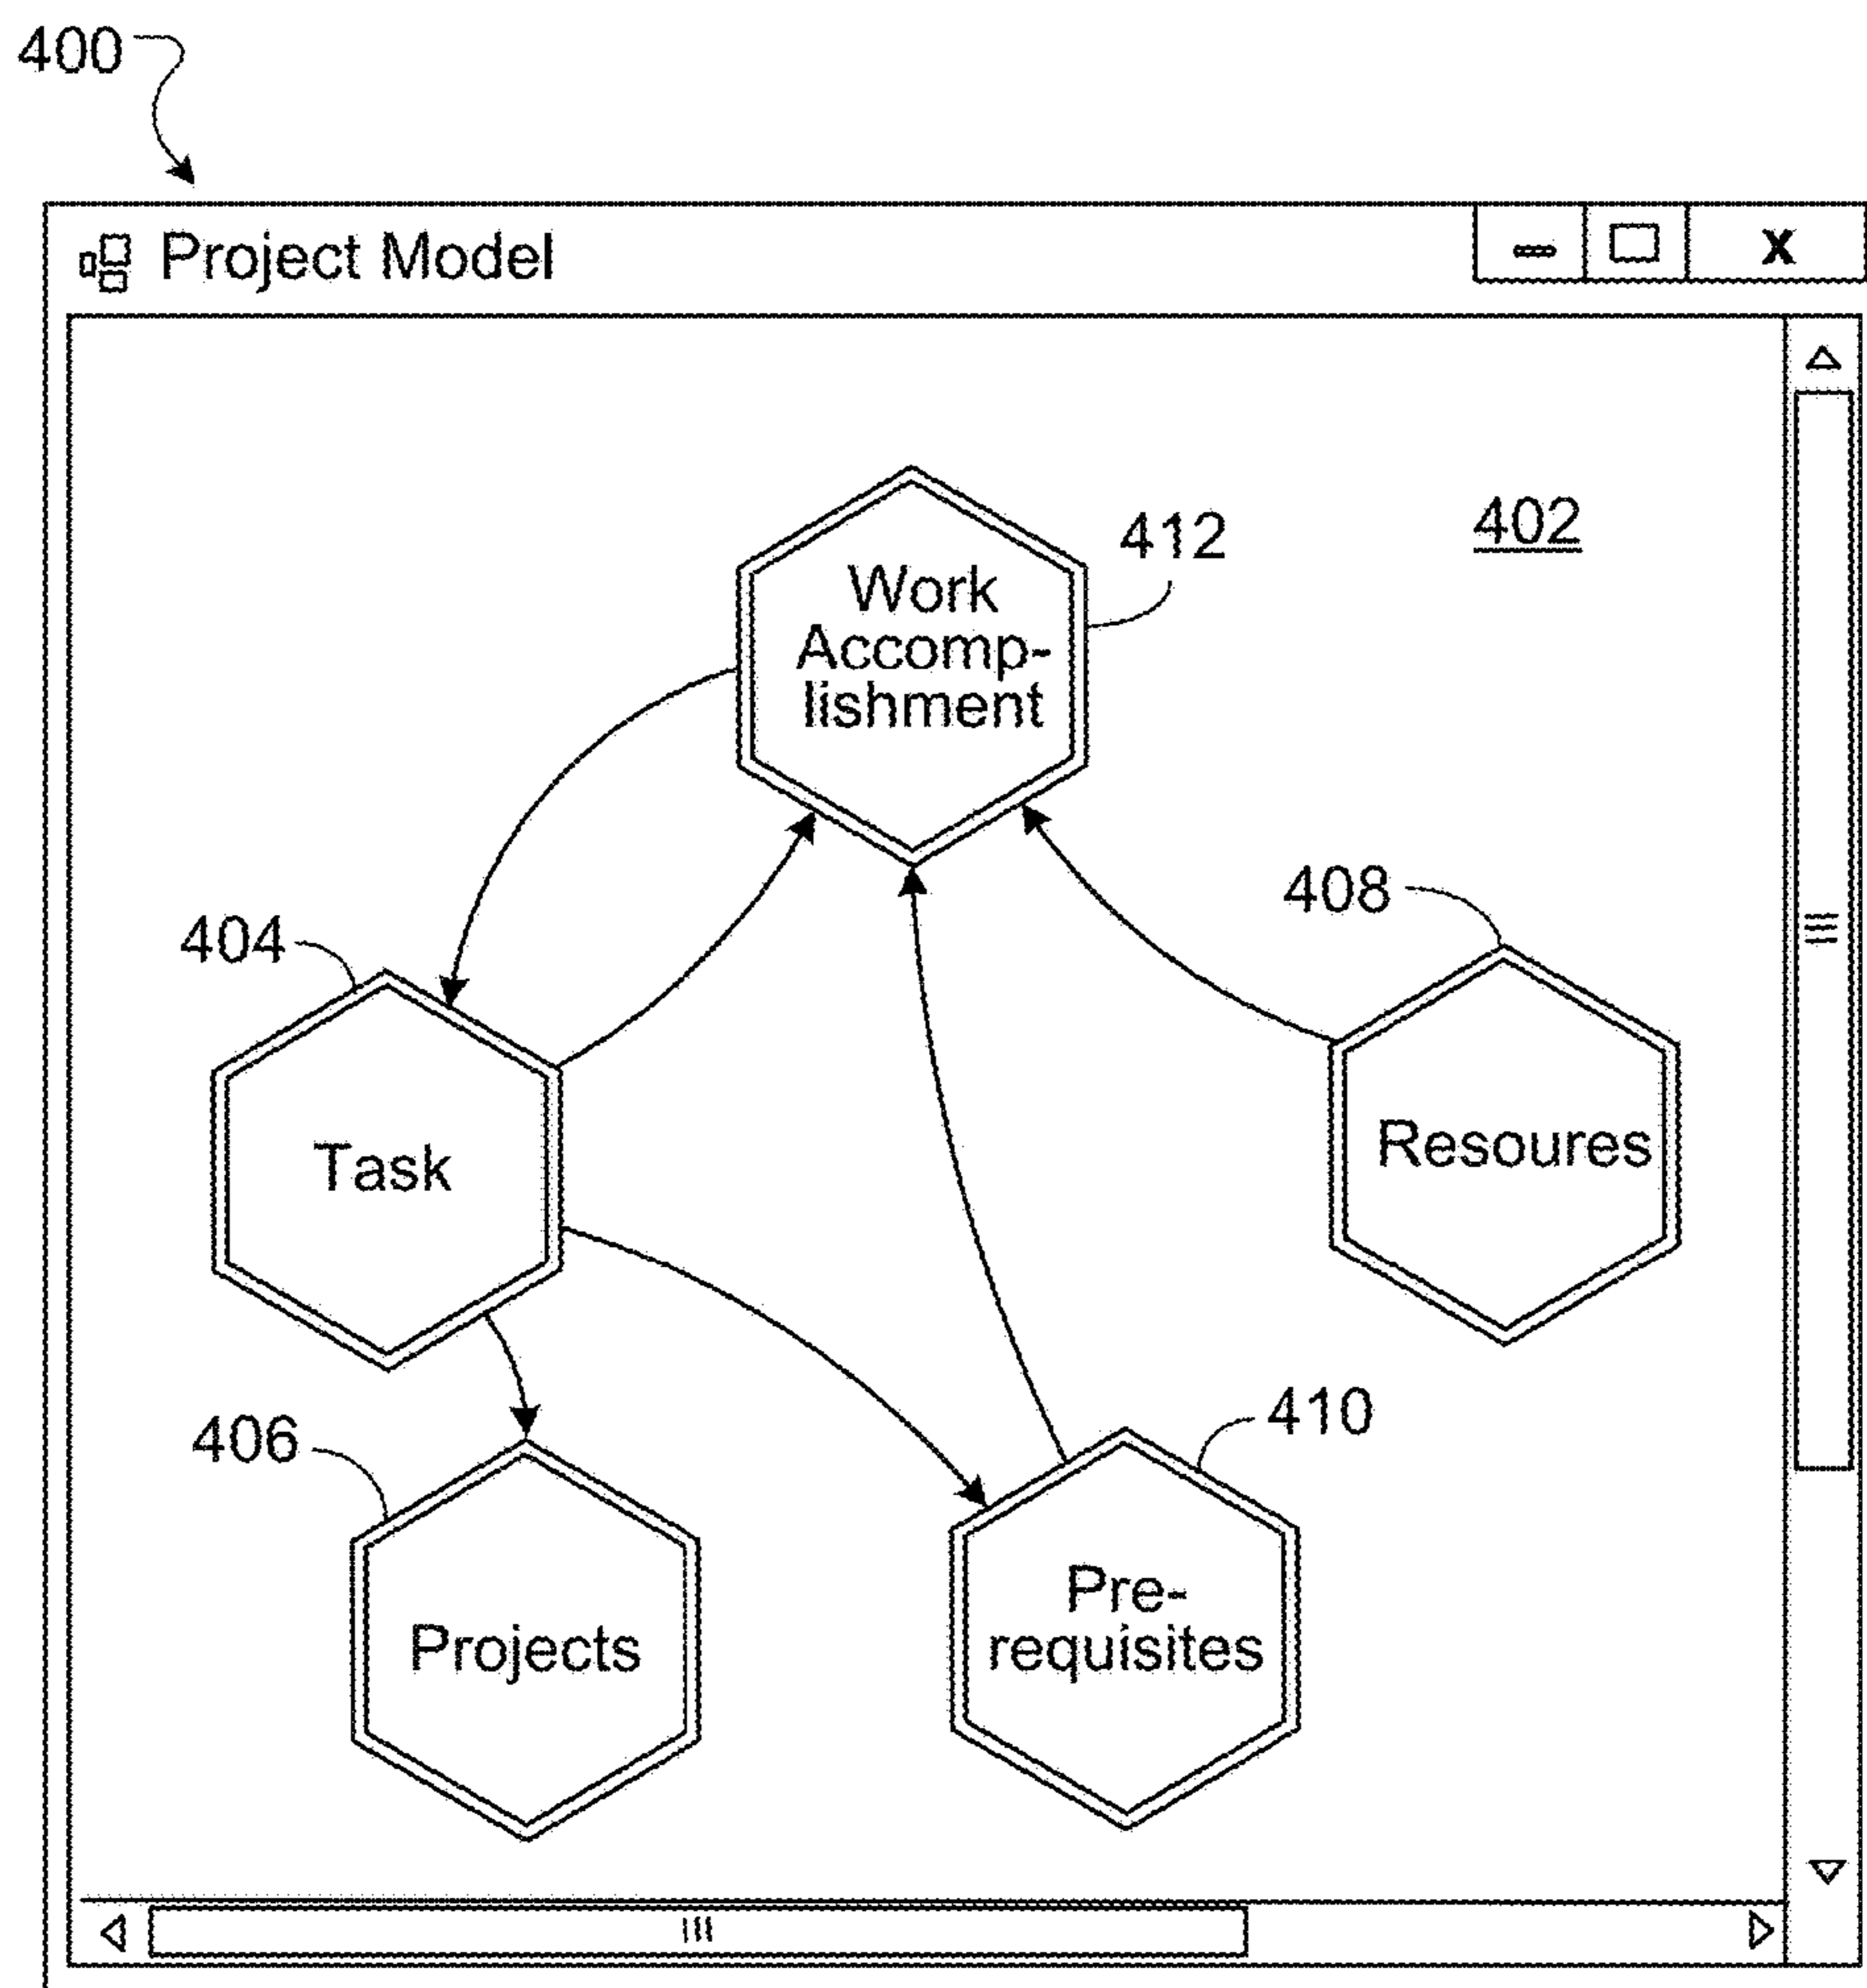 400
Project Model
X
402
412
Work
Accomp-
lishment
408
404
Resoures
Task
410
406
Pre-
requisites
Projects